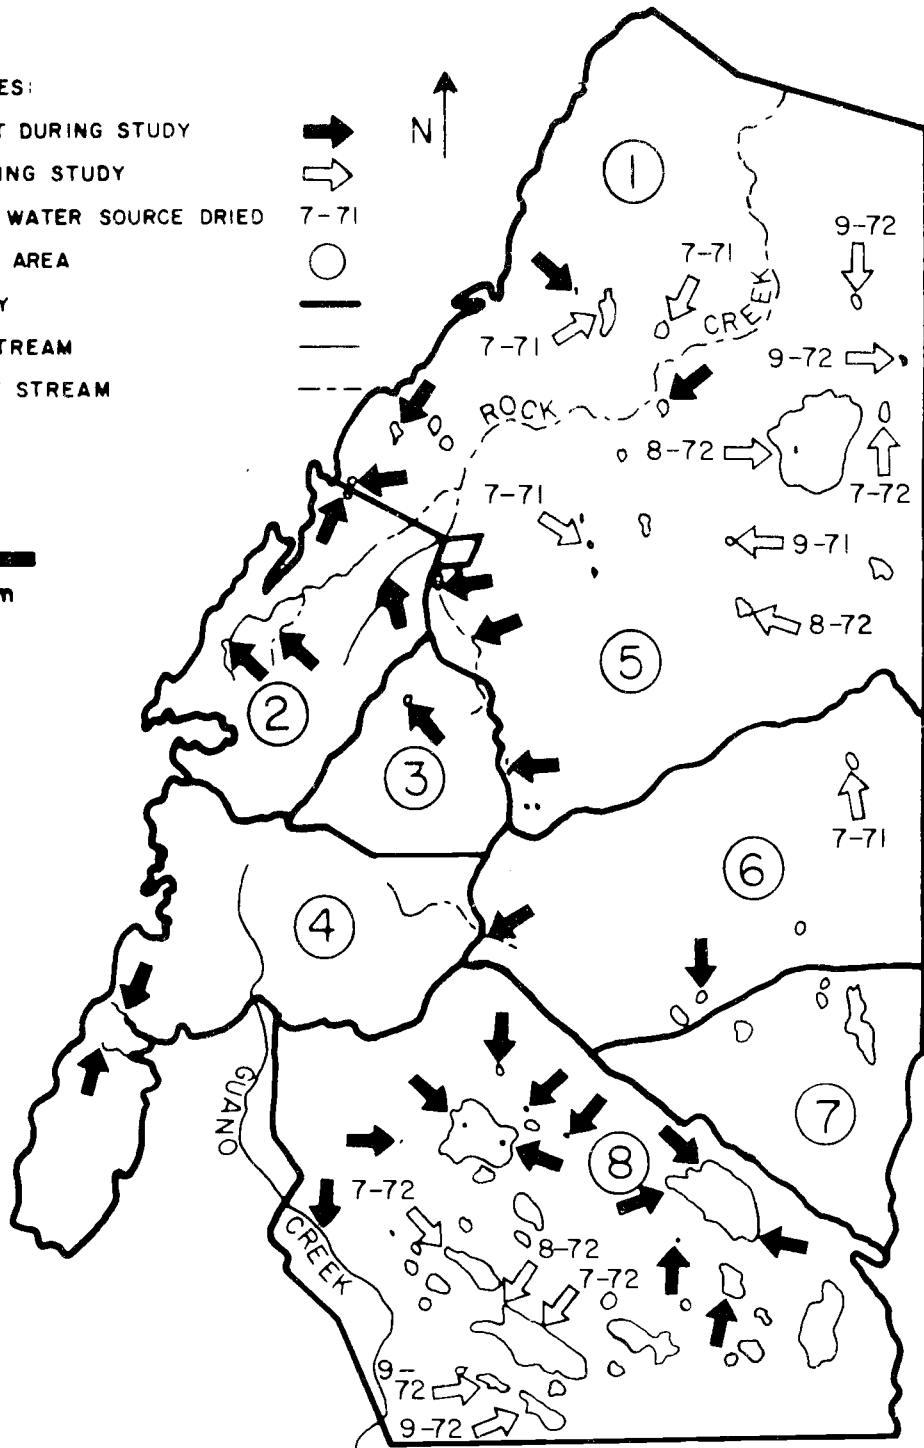 ES:
T DURING STUDY
ING STUDY
WATER SOURCE DRIED 7-71
AREA
Y
TREAM
STREAM
m
N
1
9-72
7-71
7-71
CREEK
9-72
ROCK
8-72
7-72
7-71
9-71
8-72
5
2
3
7-71
6
4
GUANO
7
8
7-72
CREEK
8-72
7-72
9-
72
9-72